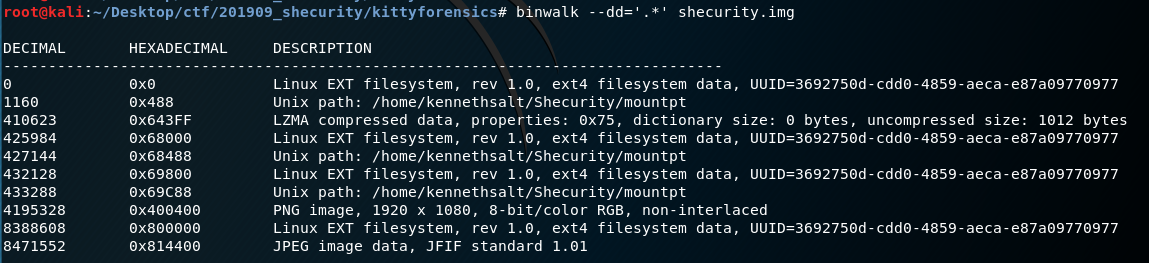 root@kali:~/Desktop/ctf/201909_shecurity/kittyforensics# binwalk --dd='.*' shecurity.img
DECIMAL       HEXADECIMAL     DESCRIPTION
--------------------------------------------------------------------------------
0             0x0             Linux EXT filesystem, rev 1.0, ext4 filesystem data, UUID=3692750d-cdd0-4859-aeca-e87a09770977
1160          0x488           Unix path: /home/kennethsalt/Shecurity/mountpt
410623        0x643FF         LZMA compressed data, properties: 0x75, dictionary size: 0 bytes, uncompressed size: 1012 bytes
425984        0x68000         Linux EXT filesystem, rev 1.0, ext4 filesystem data, UUID=3692750d-cdd0-4859-aeca-e87a09770977
427144        0x68488         Unix path: /home/kennethsalt/Shecurity/mountpt
432128        0x69800         Linux EXT filesystem, rev 1.0, ext4 filesystem data, UUID=3692750d-cdd0-4859-aeca-e87a09770977
433288        0x69C88         Unix path: /home/kennethsalt/Shecurity/mountpt
4195328       0x400400        PNG image, 1920 x 1080, 8-bit/color RGB, non-interlaced
8388608       0x800000        Linux EXT filesystem, rev 1.0, ext4 filesystem data, UUID=3692750d-cdd0-4859-aeca-e87a09770977
8471552       0x814400        JPEG image data, JFIF standard 1.01